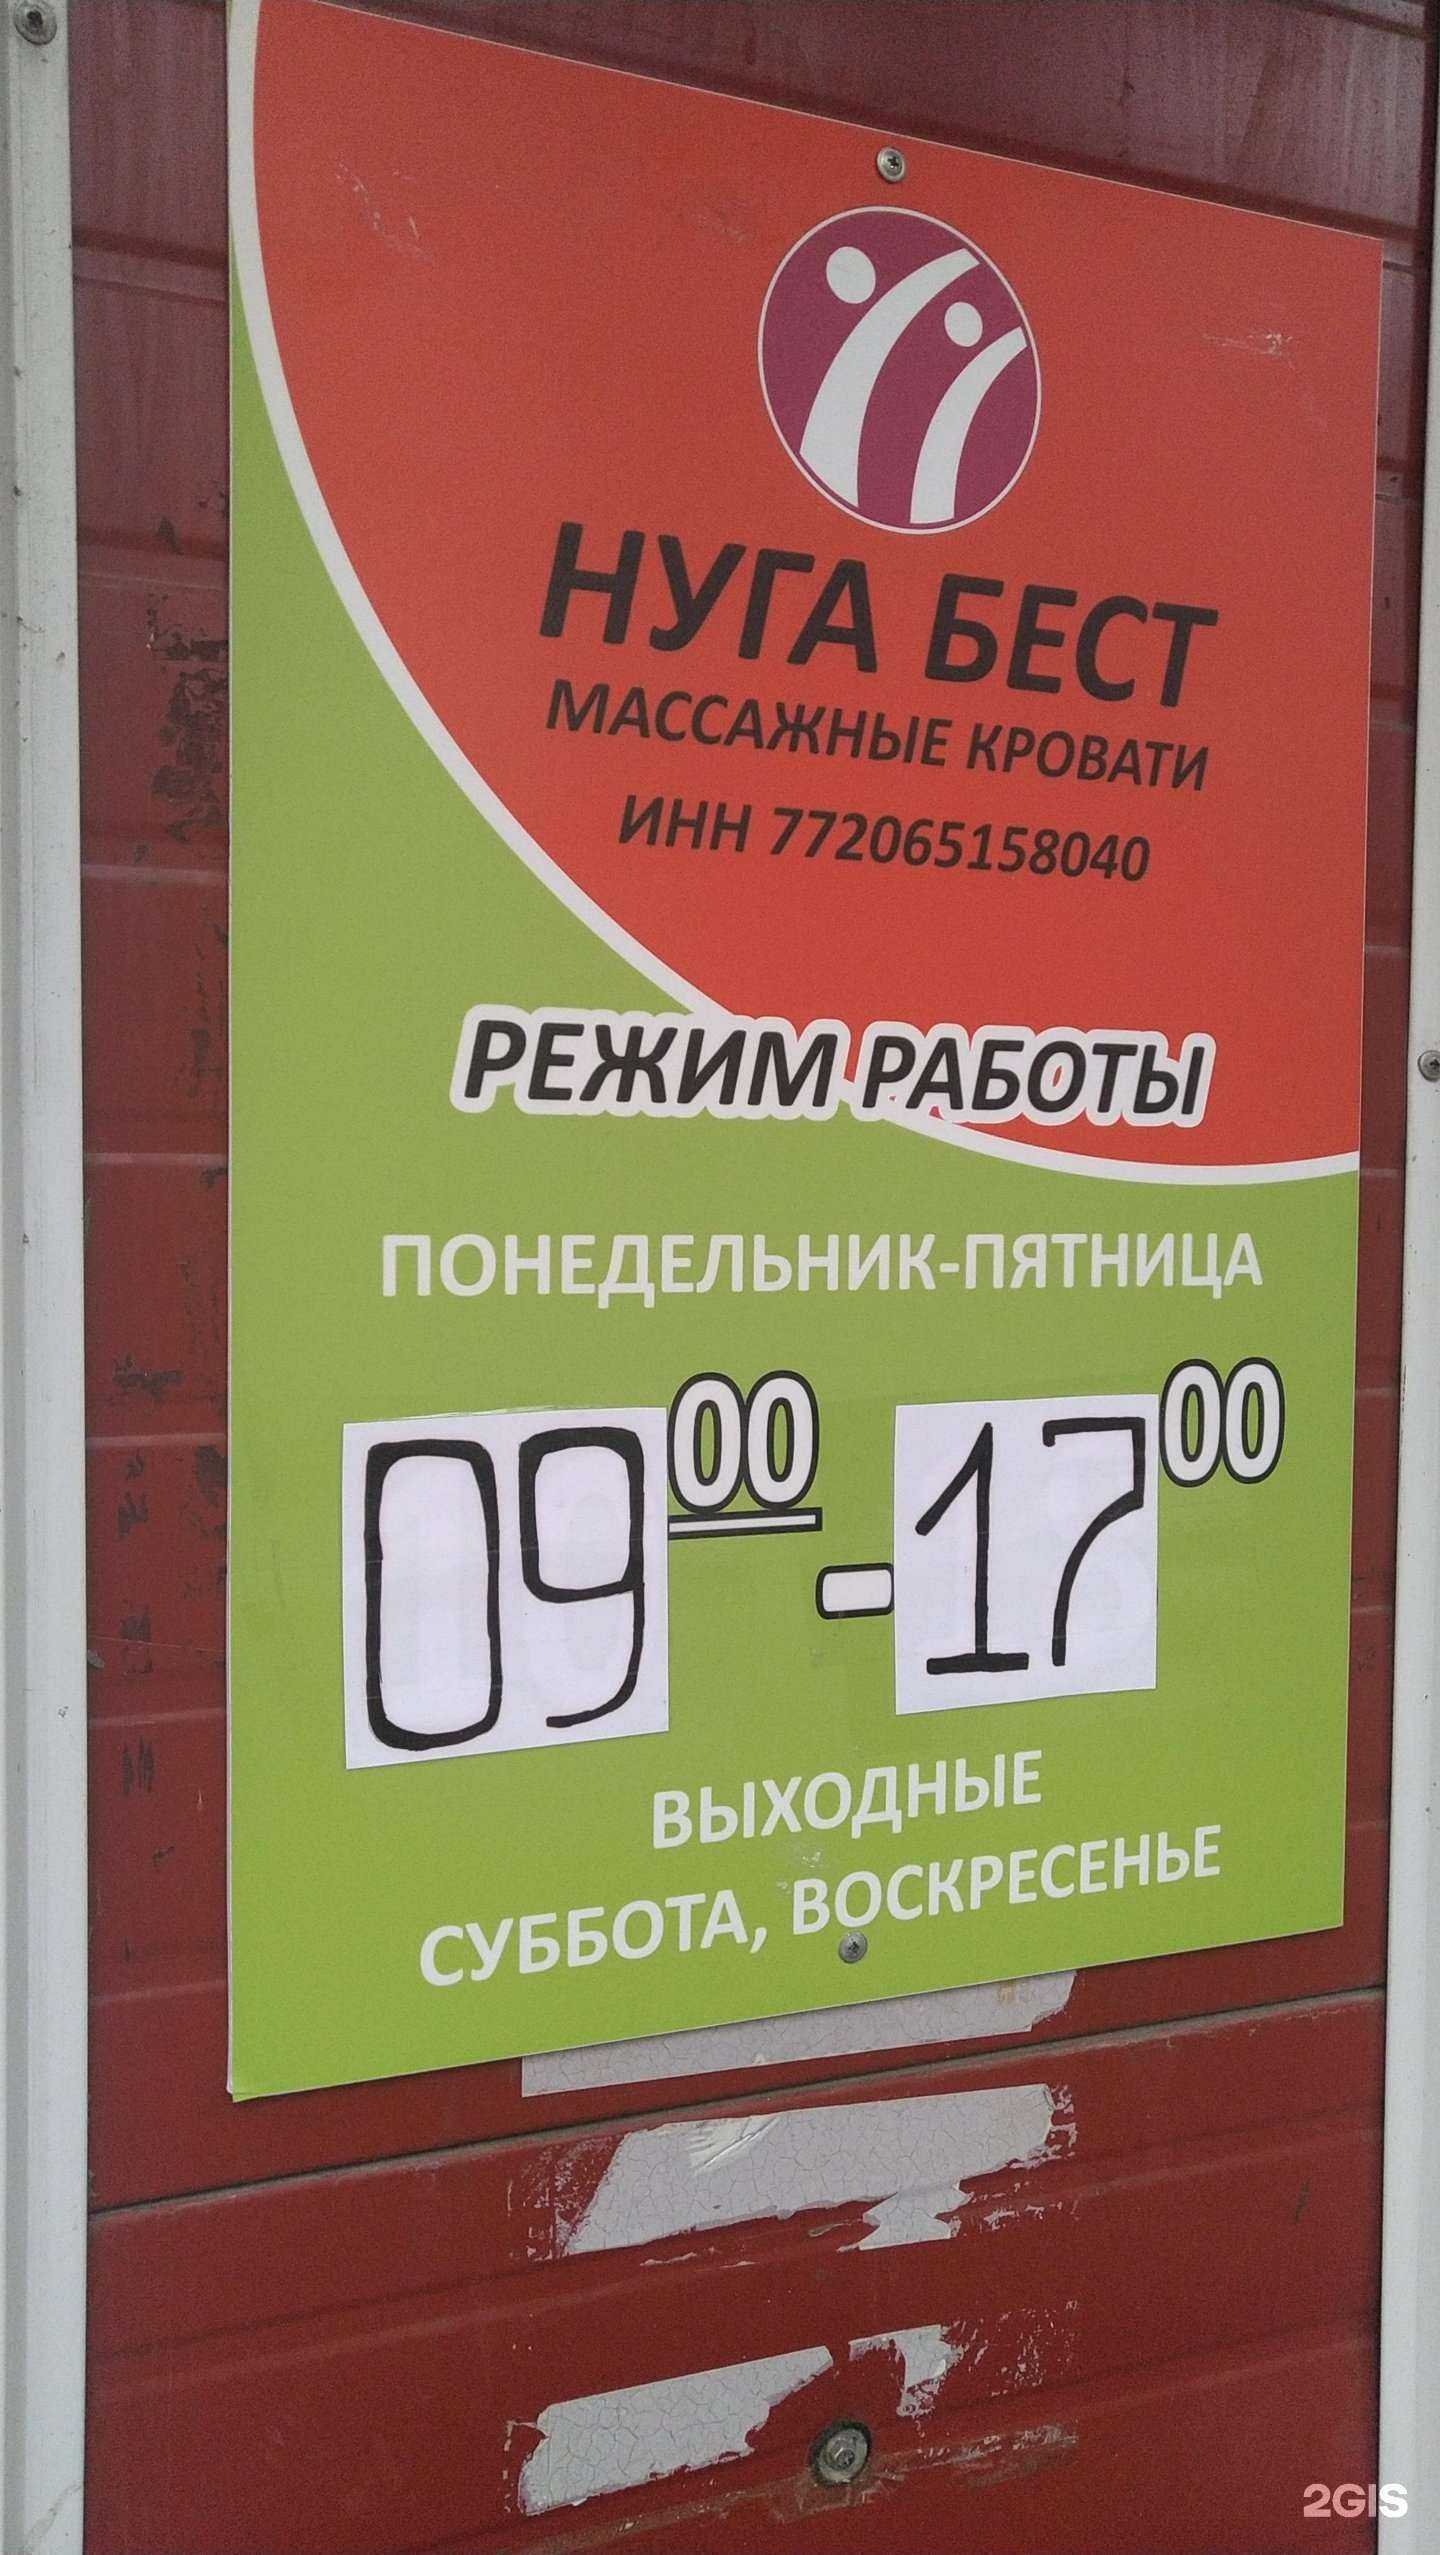 НУГА БЕСТ
МАССАЖНЫЕ КРОВАТИ
ИНН 772065158040
РЕЖИМ РАБОТЫ
ПОНЕДЕЛЬНИК-ПЯТНИЦА
09 00 - 17 00
ВЫХОДНЫЕ
СУББОТА, ВОСКРЕСЕНЬЕ
2GIS